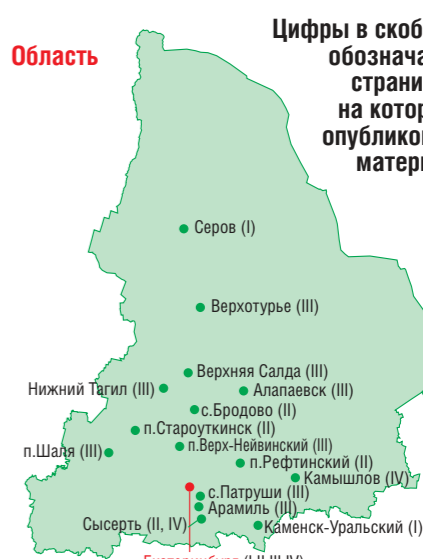 Цифры в скоб
Область
обознача
страни
на котор
опубликов
матери
Серов (I)
Верхотурье (III)
Верхняя Салда (III)
Нижний Тагил (III)
Алапаевск (III)
с.Бродово (II)
п.Староуткинск (II)
п.Шаля (III)
п.Верх-Нейвинский (III)
п.Рефтинский (II)
Камышлов (IV)
с.Патруши (III)
Арамиль (III)
Сысерть (II, IV)
Каменск-Уральский (I)